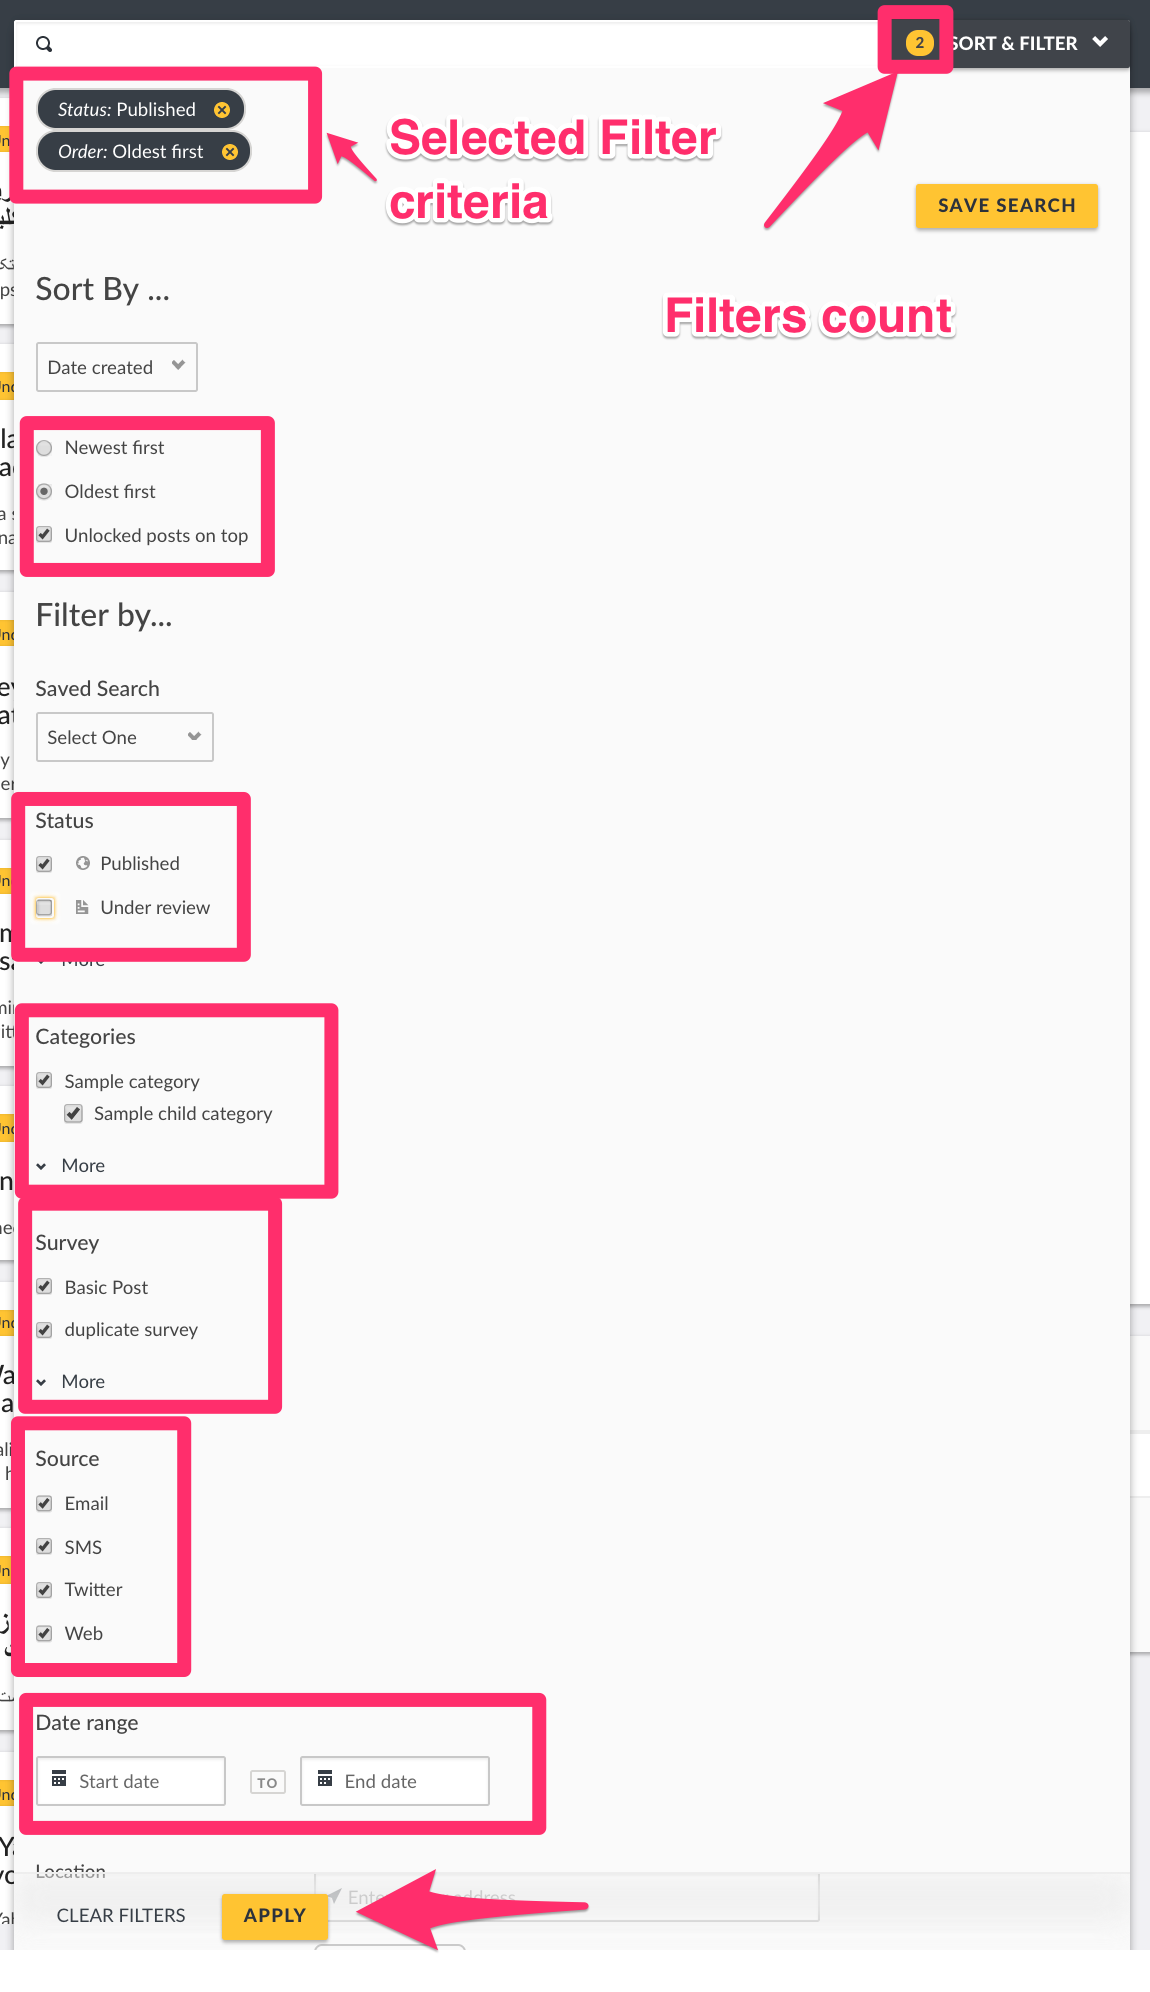 2 SORT & FILTER
Status: Published
Order: Oldest first
Selected Filter
criteria
SAVE SEARCH
Sort By ...
Filters count
Date created
Newest first
Oldest first
Unlocked posts on top
Filter by...
Saved Search
Select One
Status
Published
Under review
More
Categories
Sample category
Sample child category
More
Survey
Basic Post
duplicate survey
More
Source
Email
SMS
Twitter
Web
Date range
Start date TO End date
Location
address
CLEAR FILTERS APPLY